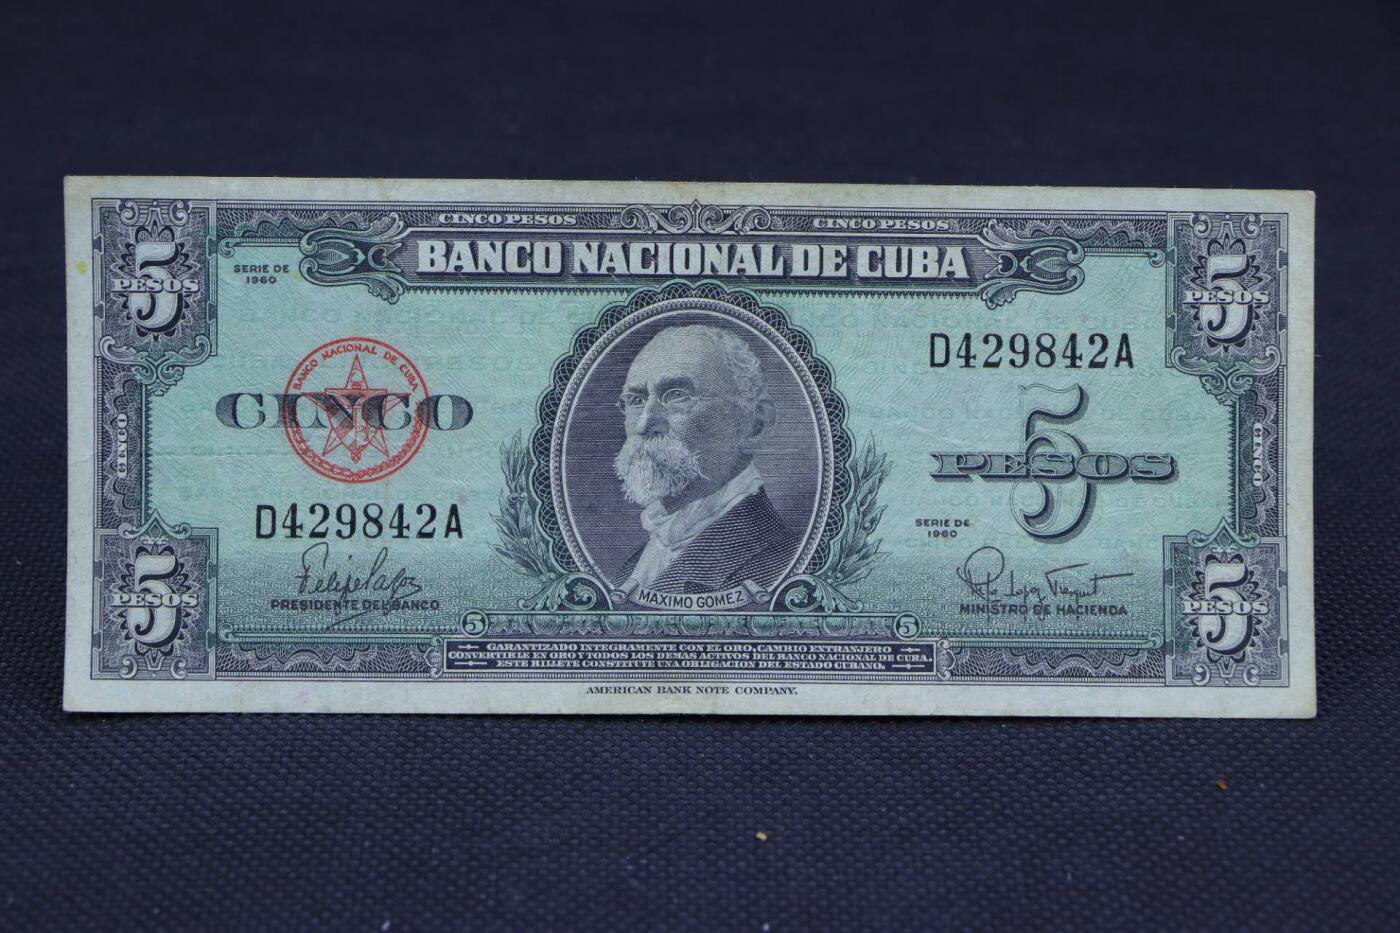 CINCO PESOS CINCO PESOS
BANCO NACIONAL DE CUBA
5 PESOS
5 PESOS
SERIE DE
1960
BANCO NACIONAL DE CUBA
CINCO
D429842A
D429842A
5
PESOS
CINCO
CINCO
SERIE DE
1960
PRESIDENTE DEL BANCO
MAXIMO GOMEZ
MINISTRO DE HACIENDA
5 PESOS
5 PESOS
5 5
GARANTIZADO INTEGRAMENTE CON EL ORO, CAMBIO EXTRANJERO
CONVERTIBLE EN ORO Y TODOS LOS DEMAS ACTIVOS DEL BANCO NACIONAL DE CUBA.
ESTE BILLETE CONSTITUYE UNA OBLIGACION DEL ESTADO CUBANO.
AMERICAN BANK NOTE COMPANY.